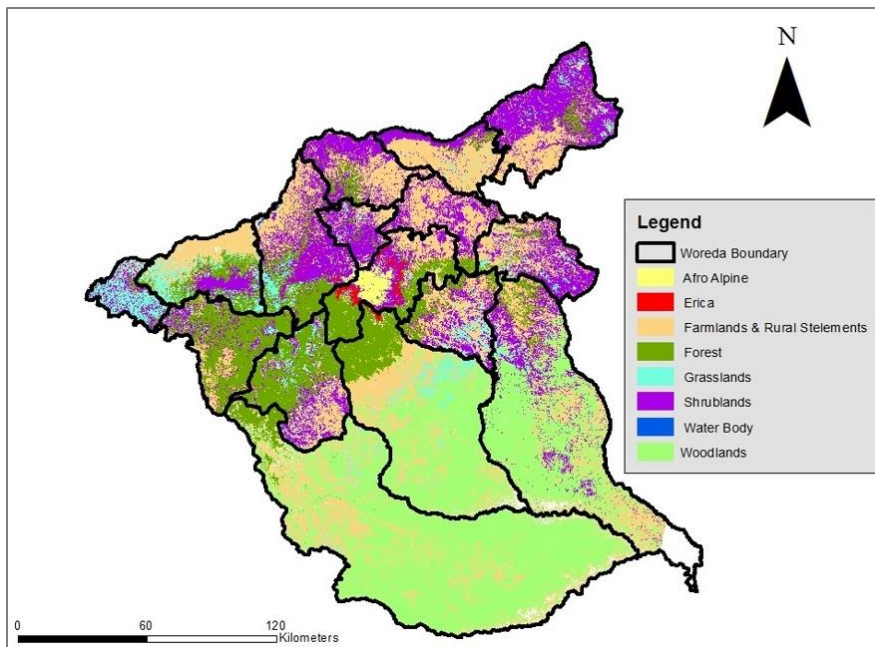 N
Legend
Woreda Boundary
Afro Alpine
Erica
Farmlands & Rural Stelements
Forest
Grasslands
Shrublands
Water Body
Woodlands
0 60 120
Kilometers